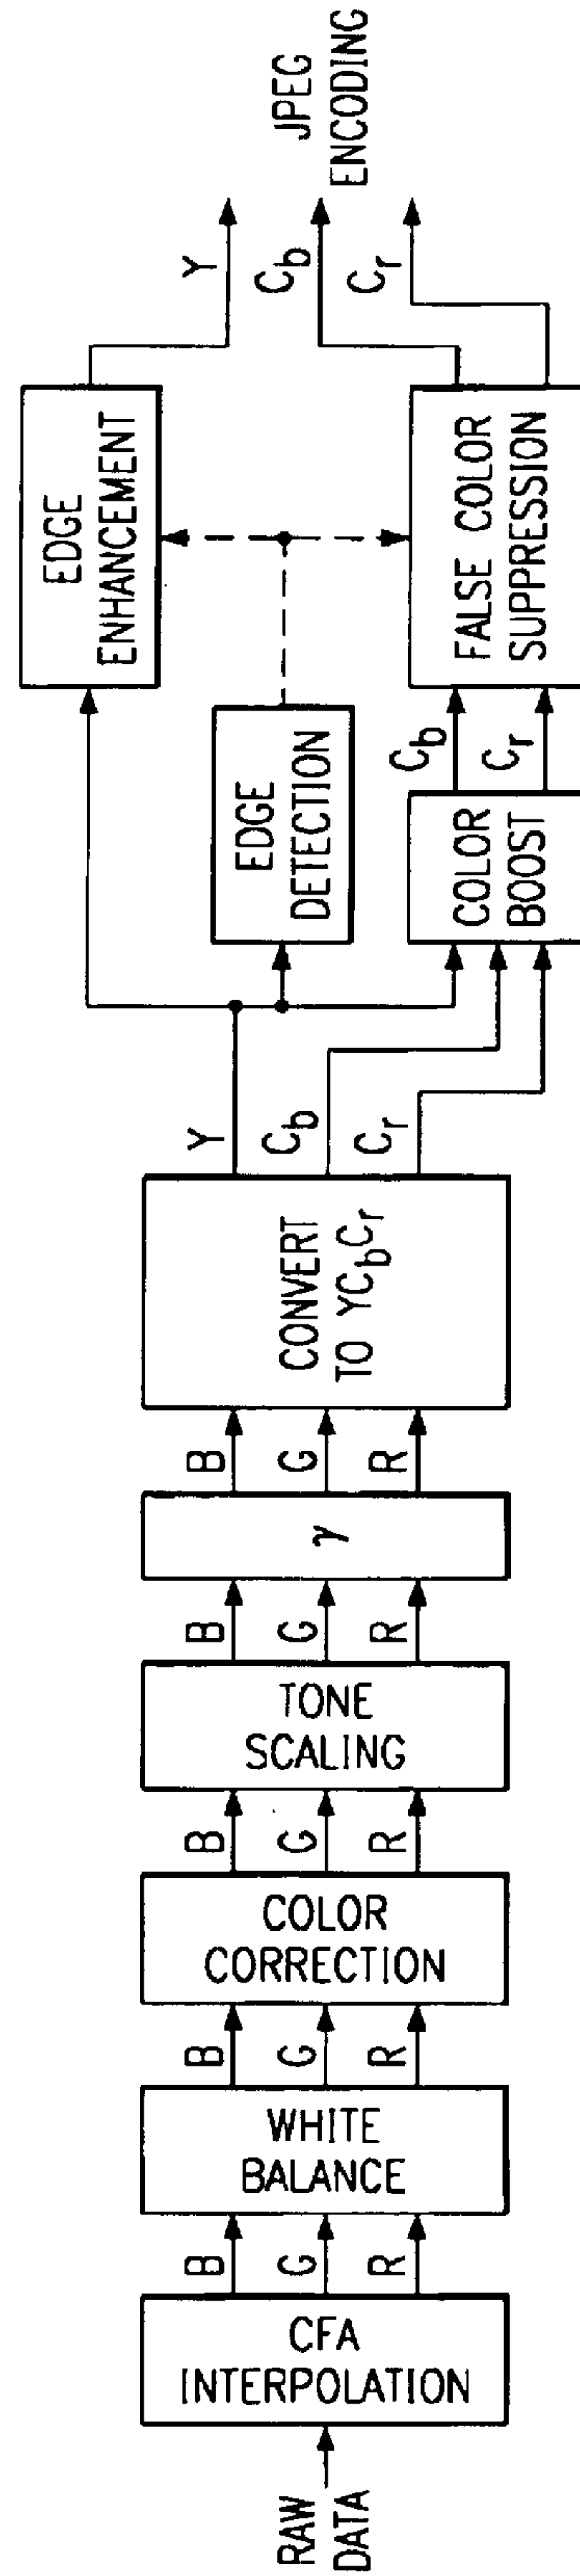 RAW
DATA
CFA
INTERPOLATION
B
G
R
WHITE
BALANCE
B
G
R
COLOR
CORRECTION
B
G
R
TONE
SCALING
B
G
R
γ
B
G
R
CONVERT
TO YCbCr
Y
Cb
Cr
EDGE
DETECTION
COLOR
BOOST
Cb
Cr
EDGE
ENHANCEMENT
FALSE COLOR
SUPPRESSION
Y
Cb
Cr
JPEG
ENCODING